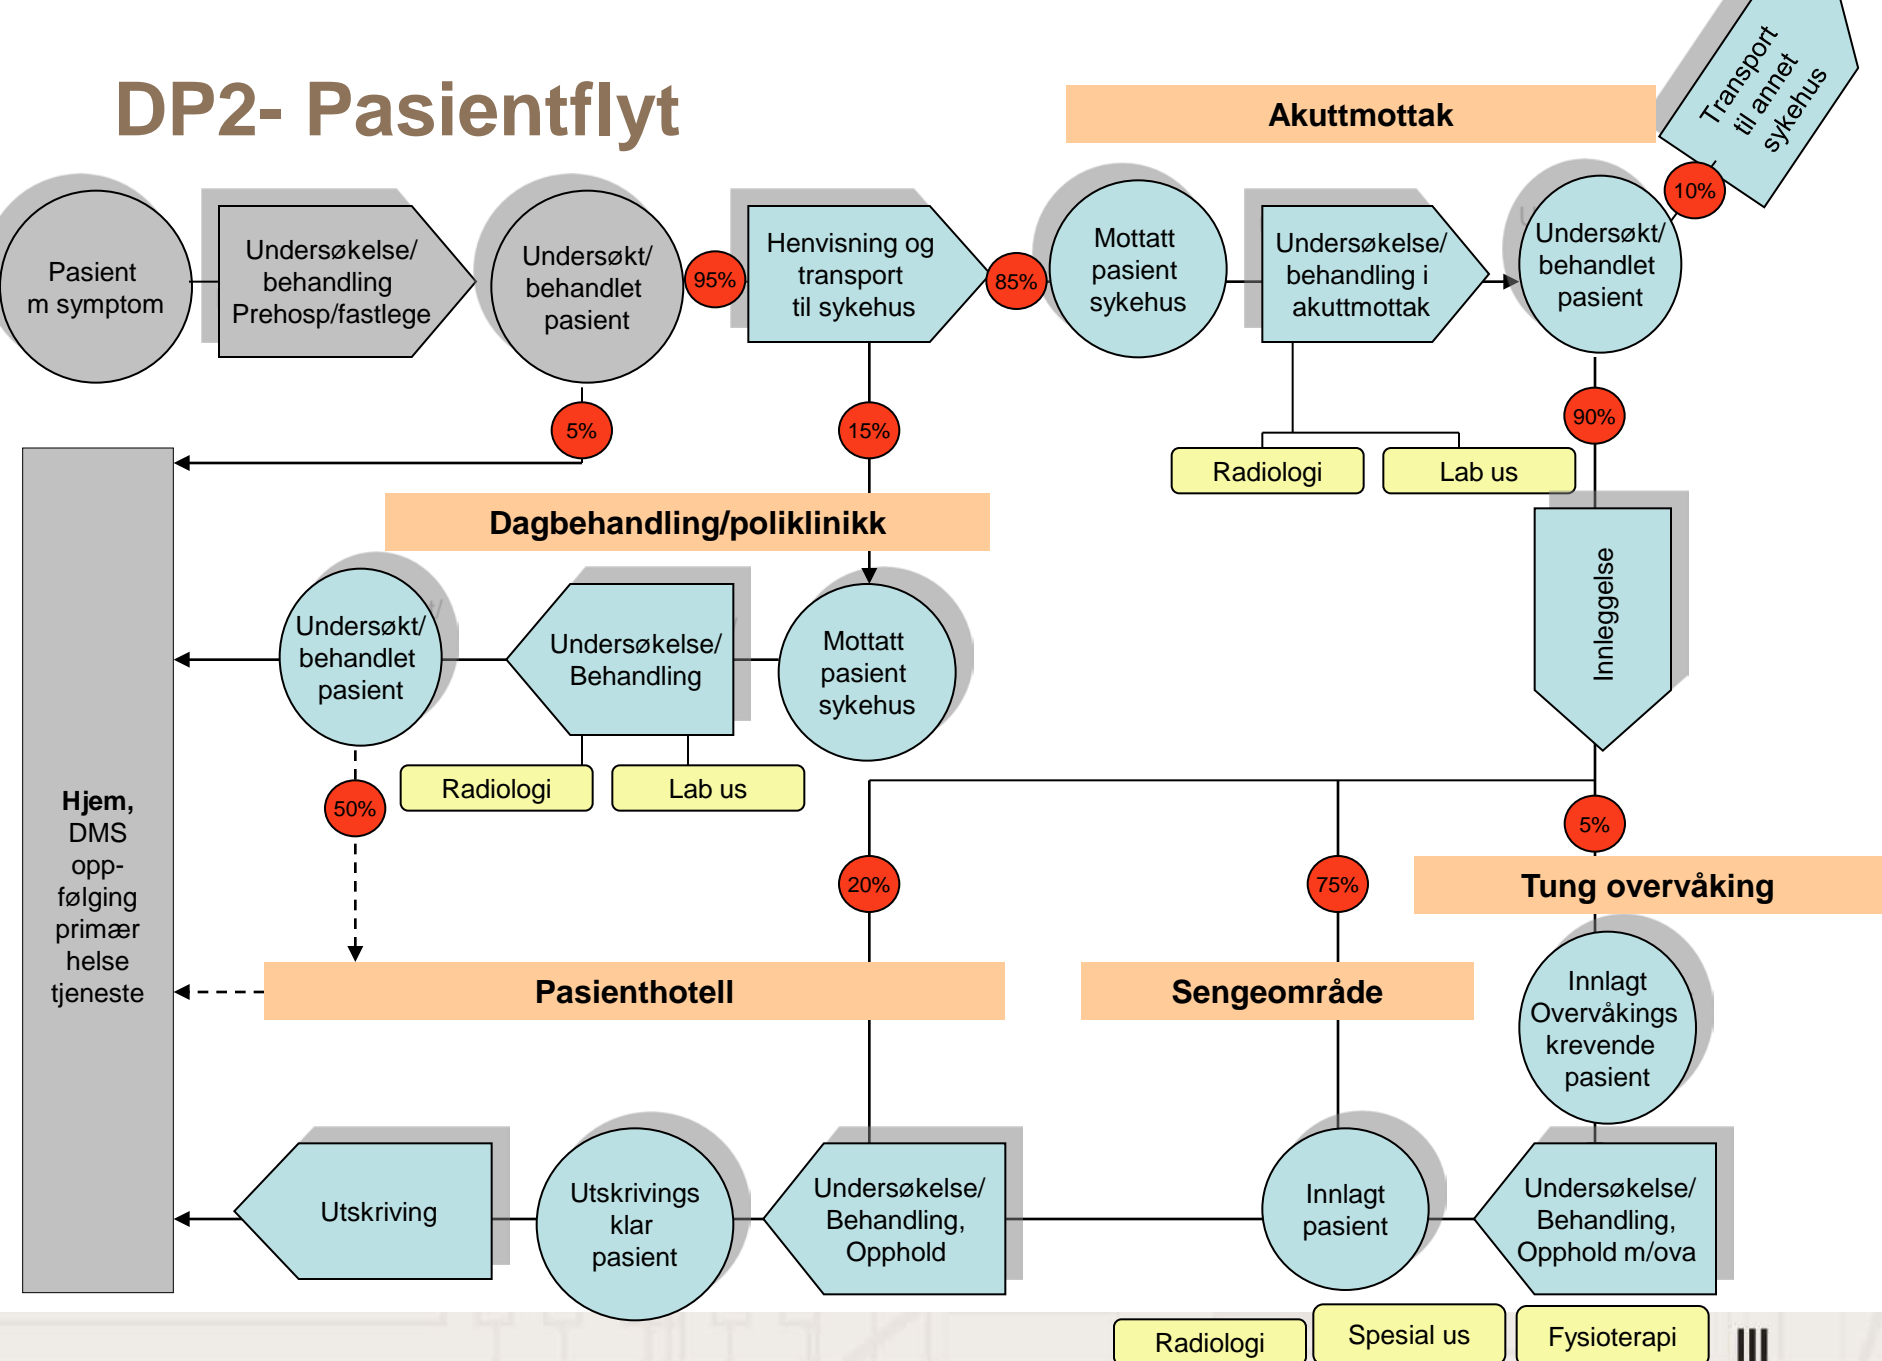 DP2- Pasientflyt
Akuttmottak
Transport
til annet
sykehus
10%
Pasient
m symptom
Undersøkelse/
behandling
Prehosp/fastlege
Undersøkt/
behandlet
pasient
95%
Henvisning og
transport
til sykehus
85%
Mottatt
pasient
sykehus
Undersøkelse/
behandling i
akuttmottak
Undersøkt/
behandlet
pasient
5%
15%
90%
Radiologi
Lab us
Dagbehandling/poliklinikk
Undersøkt/
behandlet
pasient
Undersøkelse/
Behandling
Mottatt
pasient
sykehus
Innleggelse
Radiologi
Lab us
50%
Hjem,
DMS
opp-
følging
primær
helse
tjeneste
20%
75%
5%
Tung overvåking
Pasienthotell
Sengeområde
Innlagt
Overvåkings
krevende
pasient
Utskriving
Utskrivings
klar
pasient
Undersøkelse/
Behandling,
Opphold
Innlagt
pasient
Undersøkelse/
Behandling,
Opphold m/ova
Radiologi
Spesial us
Fysioterapi